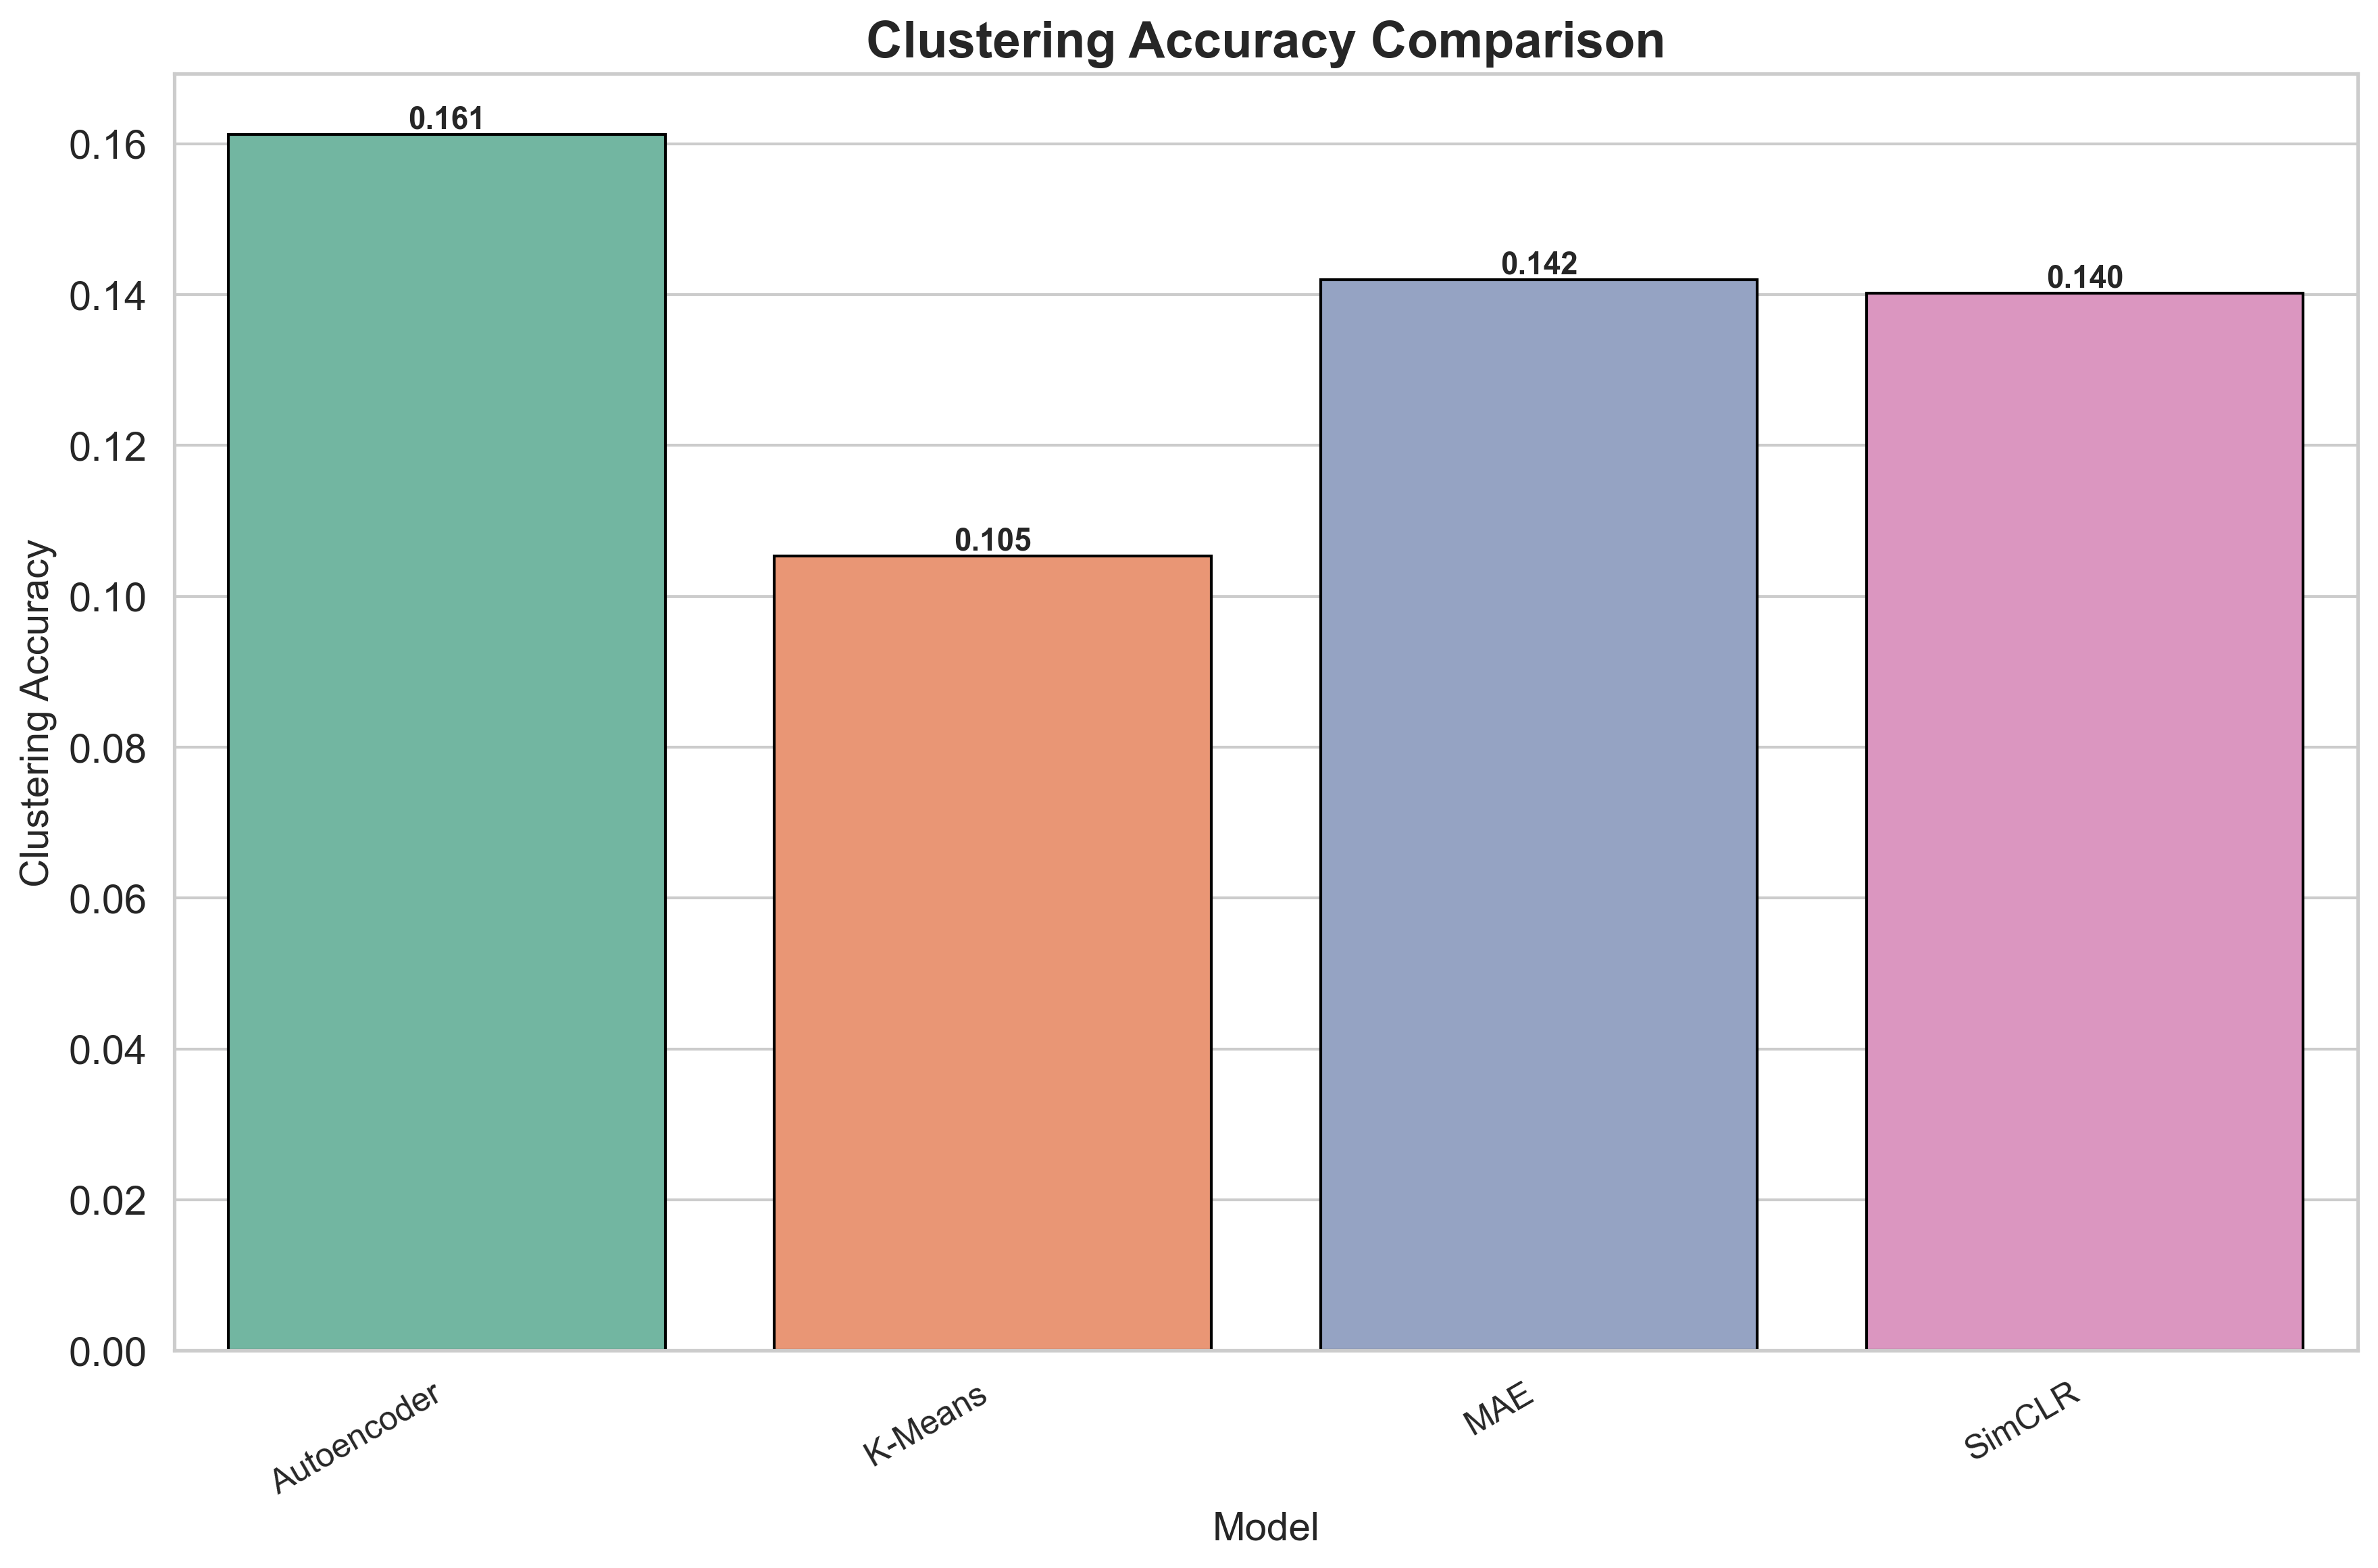 Clustering Accuracy Comparison
Clustering Accuracy
0.16
0.14
0.12
0.10
0.08
0.06
0.04
0.02
0.00
0.161
0.105
0.142
0.140
Autoencoder
K-Means
MAE
SimCLR
Model